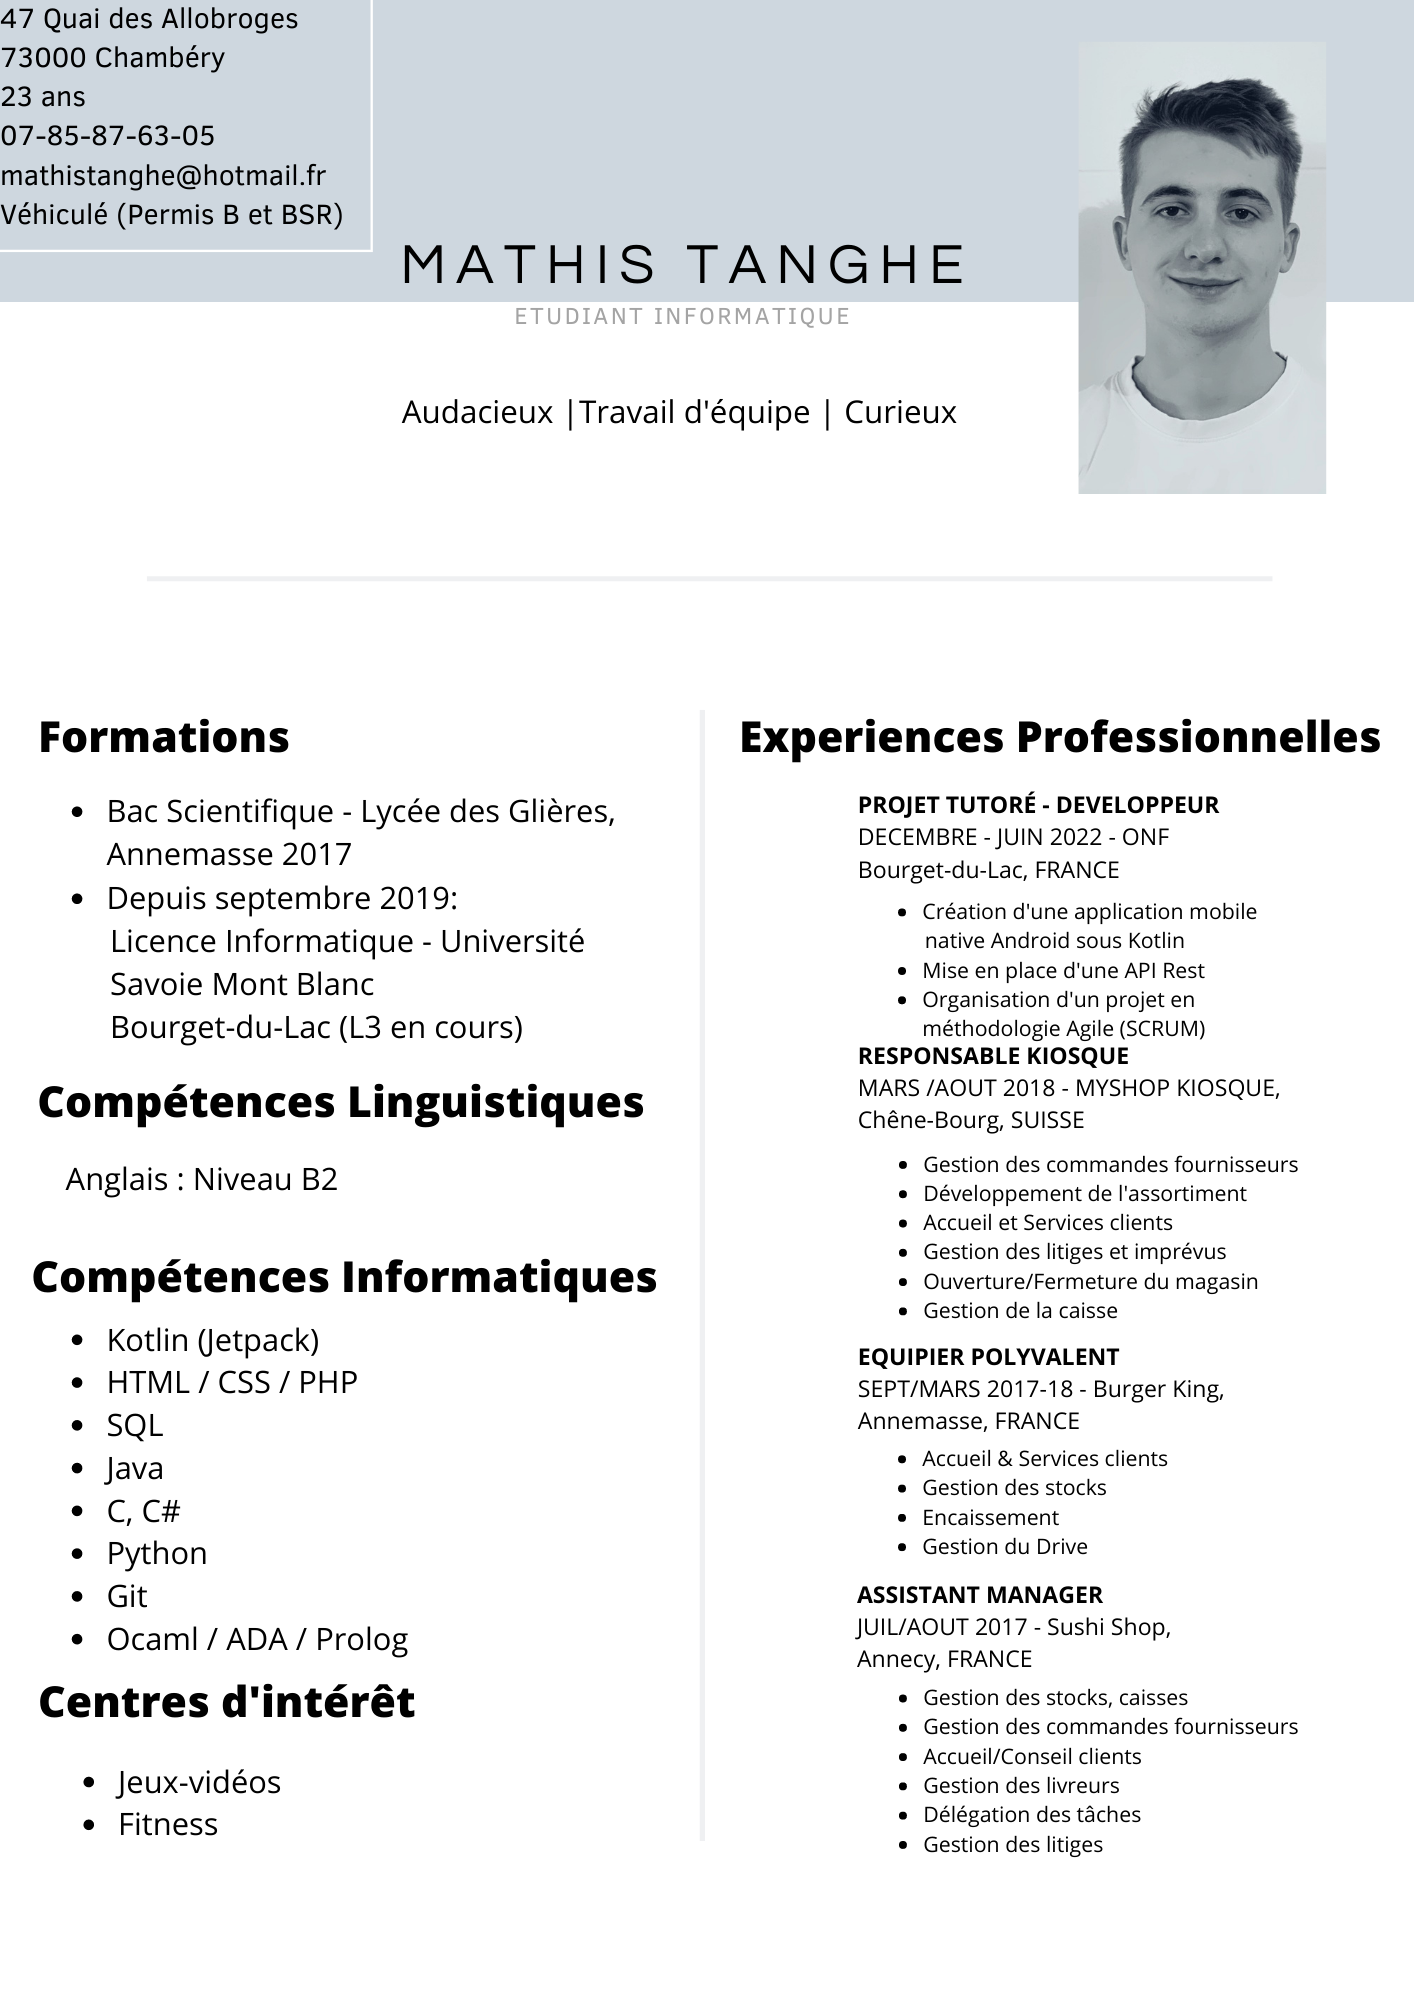 47 Quai des Allobroges
73000 Chambéry
23 ans
07-85-87-63-05
mathistanghe@hotmail.fr
Véhiculé (Permis B et BSR)
MATHIS TANGHE
ETUDIANT INFORMATIQUE
Audacieux |Travail d'équipe | Curieux
Formations
• Bac Scientifique - Lycée des Glières,
Annemasse 2017
• Depuis septembre 2019:
Licence Informatique - Université
Savoie Mont Blanc
Bourget-du-Lac (L3 en cours)
Compétences Linguistiques
Anglais : Niveau B2
Compétences Informatiques
• Kotlin (Jetpack)
• HTML / CSS / PHP
• SQL
• Java
• C, C#
• Python
• Git
• Ocaml / ADA / Prolog
Centres d'intérêt
• Jeux-vidéos
• Fitness
Experiences Professionnelles
PROJET TUTORÉ - DEVELOPPEUR
DECEMBRE - JUIN 2022 - ONF
Bourget-du-Lac, FRANCE
• Création d'une application mobile
native Android sous Kotlin
• Mise en place d'une API Rest
• Organisation d'un projet en
méthodologie Agile (SCRUM)
RESPONSABLE KIOSQUE
MARS /AOUT 2018 - MYSHOP KIOSQUE,
Chêne-Bourg, SUISSE
• Gestion des commandes fournisseurs
• Développement de l'assortiment
• Accueil et Services clients
• Gestion des litiges et imprévus
• Ouverture/Fermeture du magasin
• Gestion de la caisse
EQUIPIER POLYVALENT
SEPT/MARS 2017-18 - Burger King,
Annemasse, FRANCE
• Accueil & Services clients
• Gestion des stocks
• Encaissement
• Gestion du Drive
ASSISTANT MANAGER
JUIL/AOUT 2017 - Sushi Shop,
Annecy, FRANCE
• Gestion des stocks, caisses
• Gestion des commandes fournisseurs
• Accueil/Conseil clients
• Gestion des livreurs
• Délégation des tâches
• Gestion des litiges